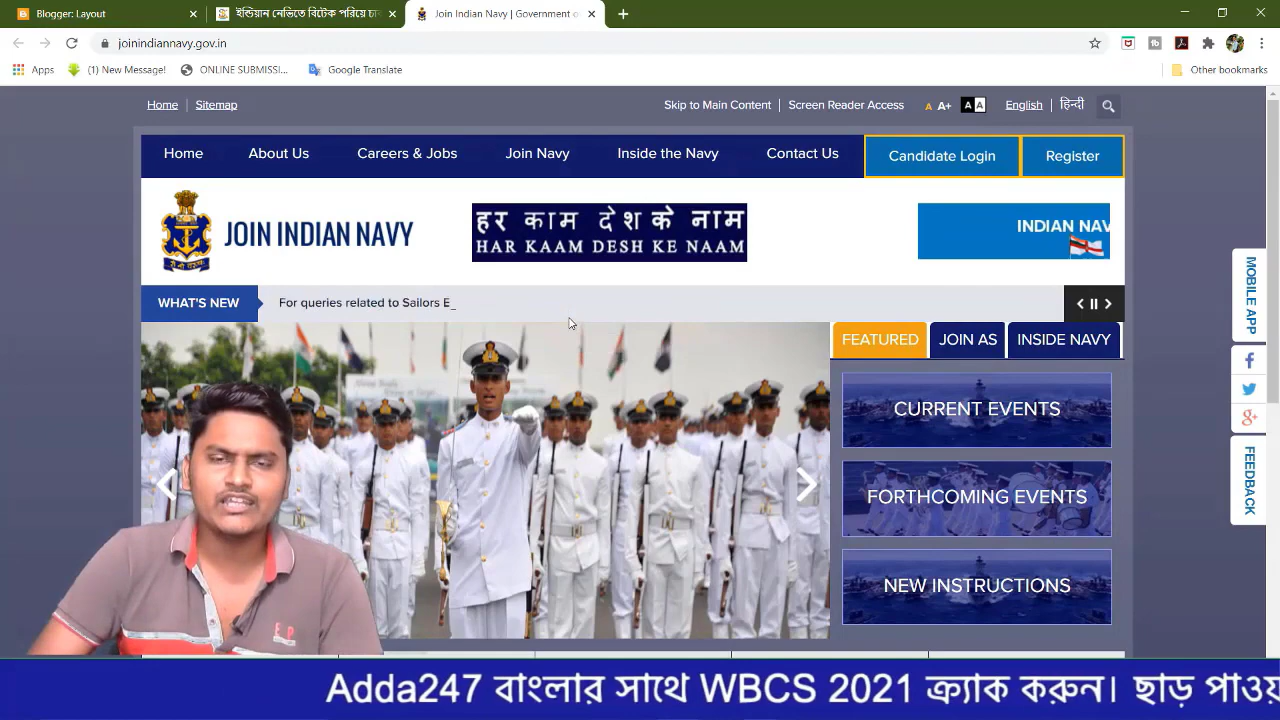 Blogger: Layout
ইন্ডিয়ান নেভিতে বিটেক পরিয়ে চা
Join Indian Navy | Government o
joinindiannavy.gov.in
Apps
(1) New Message!
ONLINE SUBMISSI...
Google Translate
Other bookmarks
Home
Sitemap
Skip to Main Content
Screen Reader Access
A
A+
A A
English
हिन्दी
Home
About Us
Careers & Jobs
Join Navy
Inside the Navy
Contact Us
Candidate Login
Register
JOIN INDIAN NAVY
हर काम देश के नाम
HAR KAAM DESH KE NAAM
INDIAN NAV
WHAT'S NEW
For queries related to Sailors E_
FEATURED
JOIN AS
INSIDE NAVY
CURRENT EVENTS
FORTHCOMING EVENTS
NEW INSTRUCTIONS
MOBILE APP
FEEDBACK
Adda247 বাংলার সাথে WBCS 2021 ক্র্যাক করুন। ছাড় পাওয়